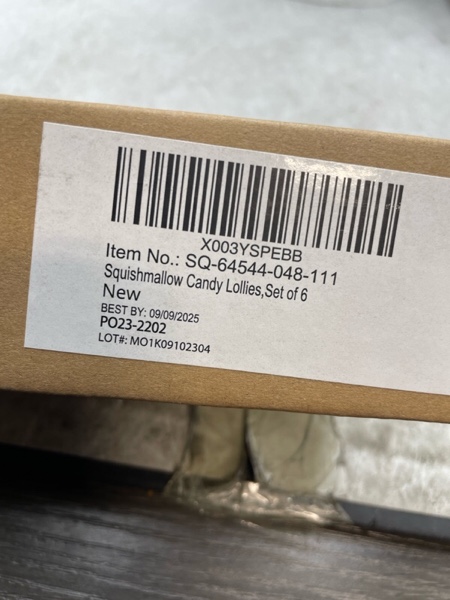 X003YSPEBB
Item No.: SQ-64544-048-111
Squishmallow Candy Lollies,Set of 6
New
BEST BY: 09/09/2025
PO23-2202
LOT#: MO1K09102304